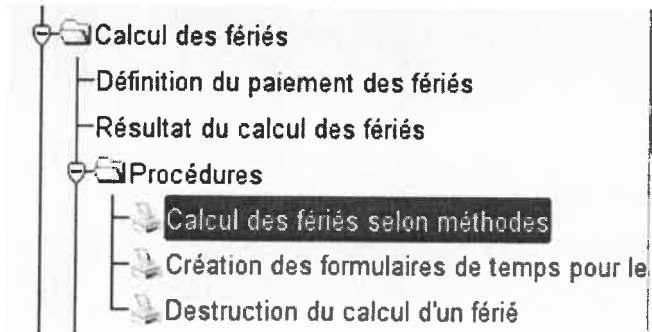 Calcul des fériés
Définition du paiement des fériés
Résultat du calcul des fériés
Procédures
Calcul des fériés selon méthodes
Création des formulaires de temps pour le
Destruction du calcul d'un férié